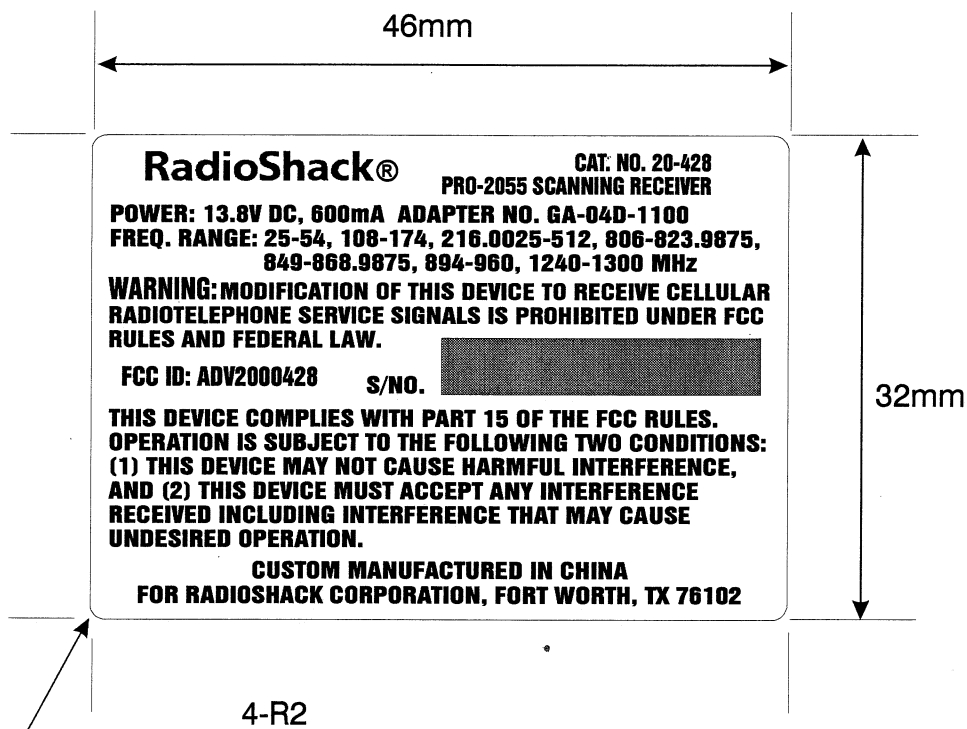 46mm
RadioShack®
CAT. NO. 20-428
PRO-2055 SCANNING RECEIVER
POWER: 13.8V DC, 600mA ADAPTER NO. GA-04D-1100
FREQ. RANGE: 25-54, 108-174, 216.0025-512, 806-823.9875,
849-868.9875, 894-960, 1240-1300 MHz
WARNING: MODIFICATION OF THIS DEVICE TO RECEIVE CELLULAR
RADIOTELEPHONE SERVICE SIGNALS IS PROHIBITED UNDER FCC
RULES AND FEDERAL LAW.
FCC ID: ADV2000428 S/NO.
32mm
THIS DEVICE COMPLIES WITH PART 15 OF THE FCC RULES.
OPERATION IS SUBJECT TO THE FOLLOWING TWO CONDITIONS:
(1) THIS DEVICE MAY NOT CAUSE HARMFUL INTERFERENCE,
AND (2) THIS DEVICE MUST ACCEPT ANY INTERFERENCE
RECEIVED INCLUDING INTERFERENCE THAT MAY CAUSE
UNDESIRED OPERATION.
CUSTOM MANUFACTURED IN CHINA
FOR RADIOSHACK CORPORATION, FORT WORTH, TX 76102
4-R2